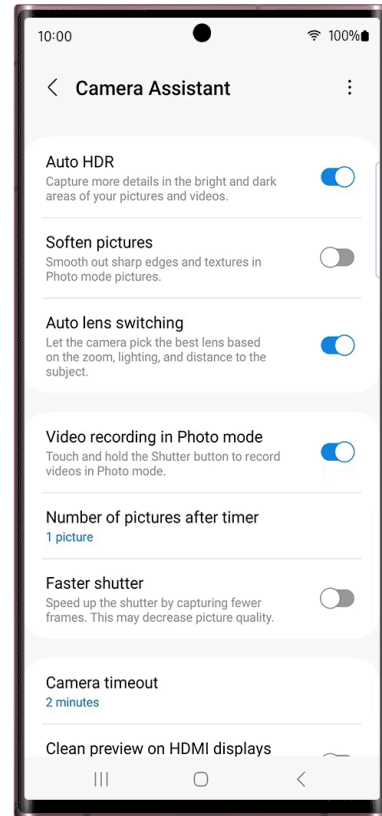 10:00
100%
Camera Assistant
Auto HDR
Capture more details in the bright and dark
areas of your pictures and videos.
Soften pictures
Smooth out sharp edges and textures in
Photo mode pictures.
Auto lens switching
Let the camera pick the best lens based
on the zoom, lighting, and distance to the
subject.
Video recording in Photo mode
Touch and hold the Shutter button to record
videos in Photo mode.
Number of pictures after timer
1 picture
Faster shutter
Speed up the shutter by capturing fewer
frames. This may decrease picture quality.
Camera timeout
2 minutes
Clean preview on HDMI displays